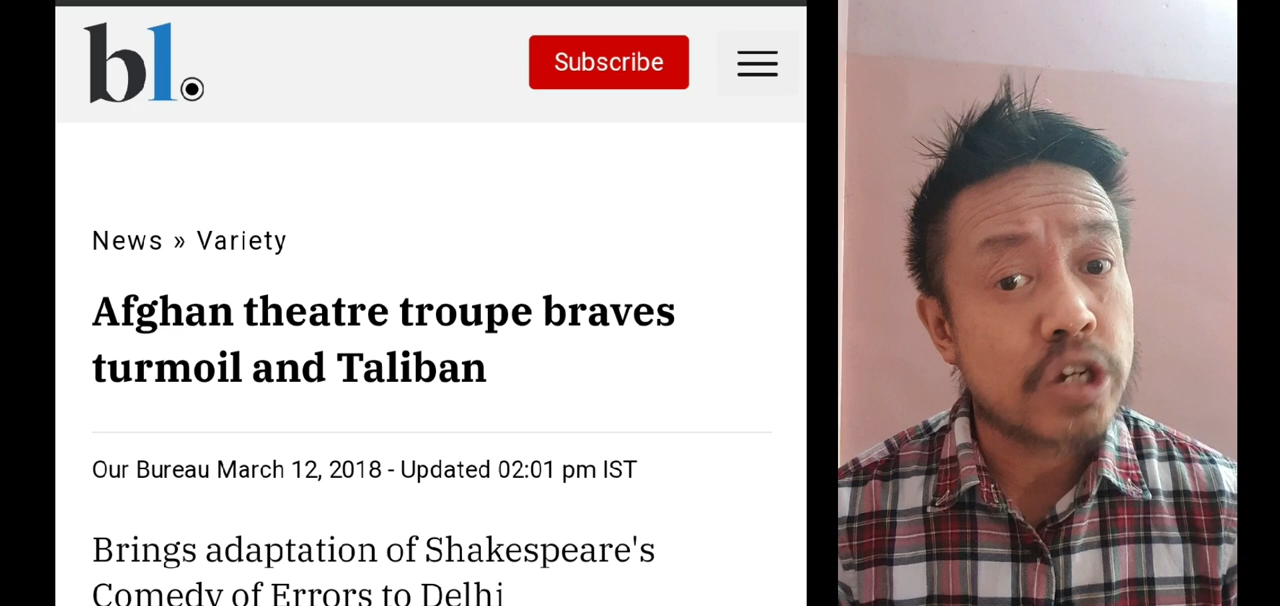 bl.
Subscribe
News » Variety
Afghan theatre troupe braves
turmoil and Taliban
Our Bureau March 12, 2018 - Updated 02:01 pm IST
Brings adaptation of Shakespeare's
Comedy of Errors to Delhi